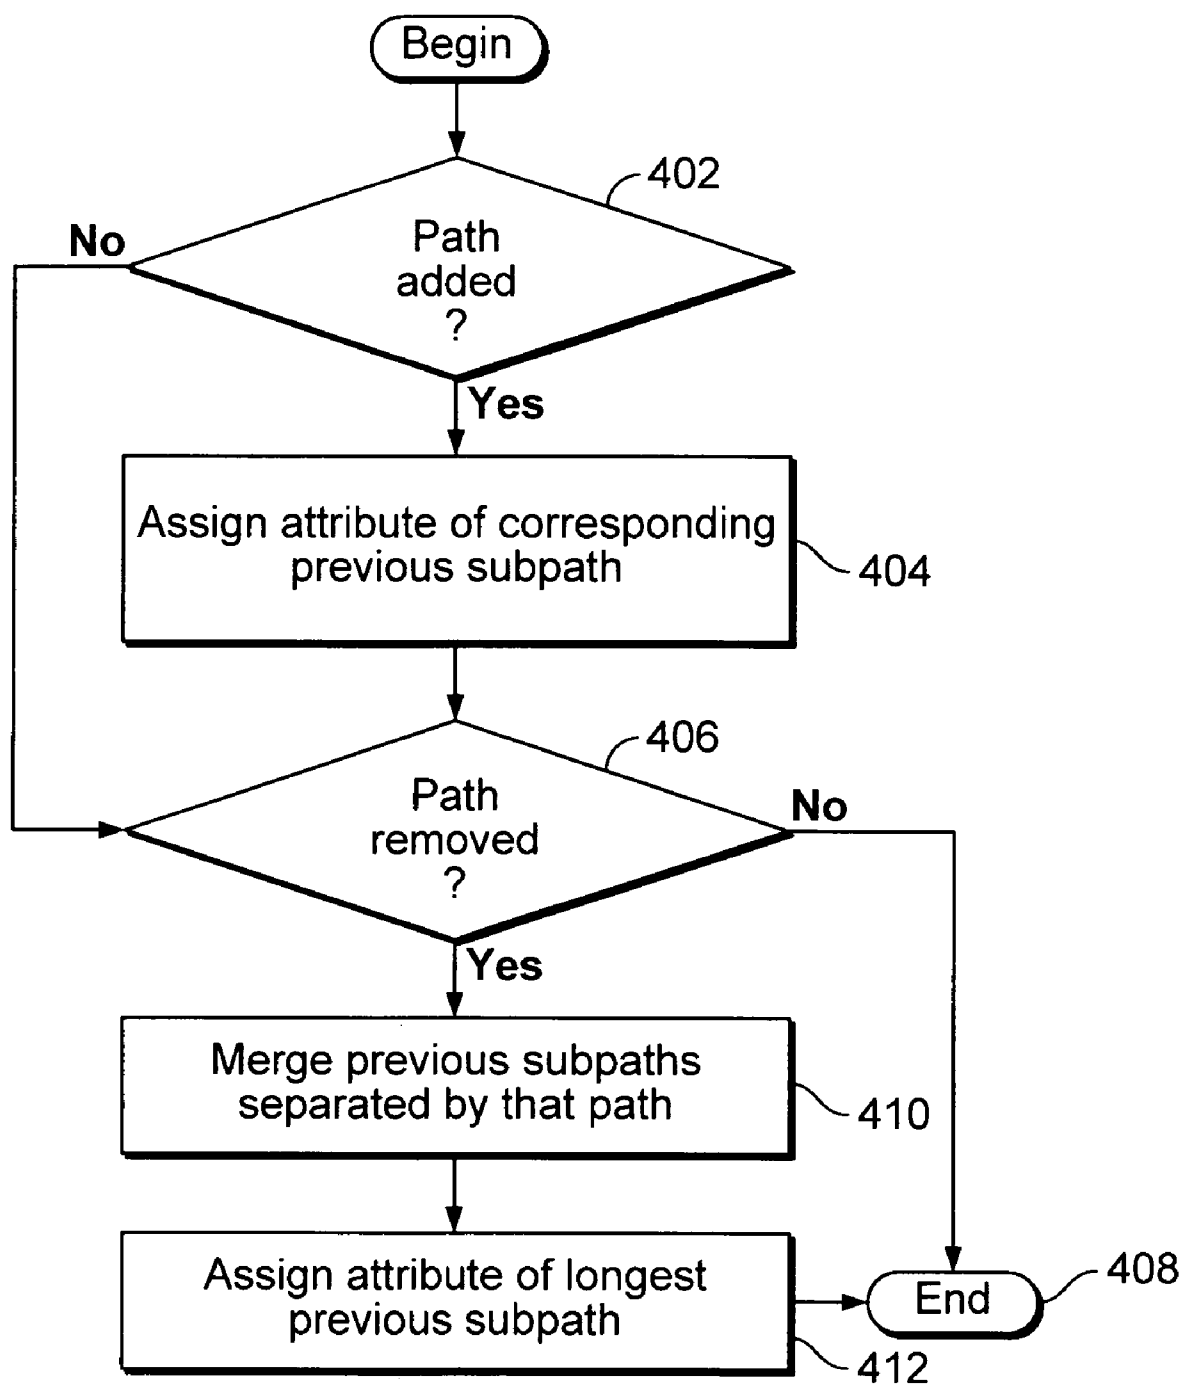 Begin
402
No
Path
added
?
Yes
Assign attribute of corresponding
previous subpath
404
406
Path
removed
?
No
Yes
Merge previous subpaths
separated by that path
410
Assign attribute of longest
previous subpath
412
End
408